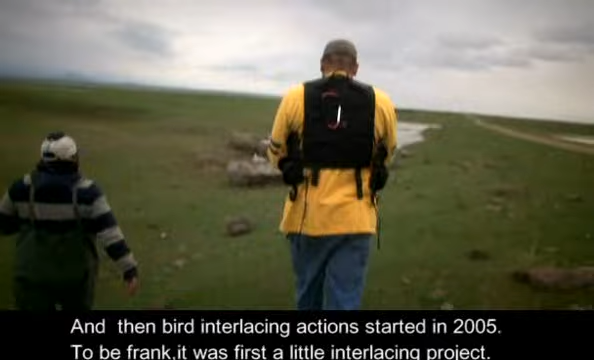 And then bird interlacing actions started in 2005.
To be frank,it was first a little interlacing project.